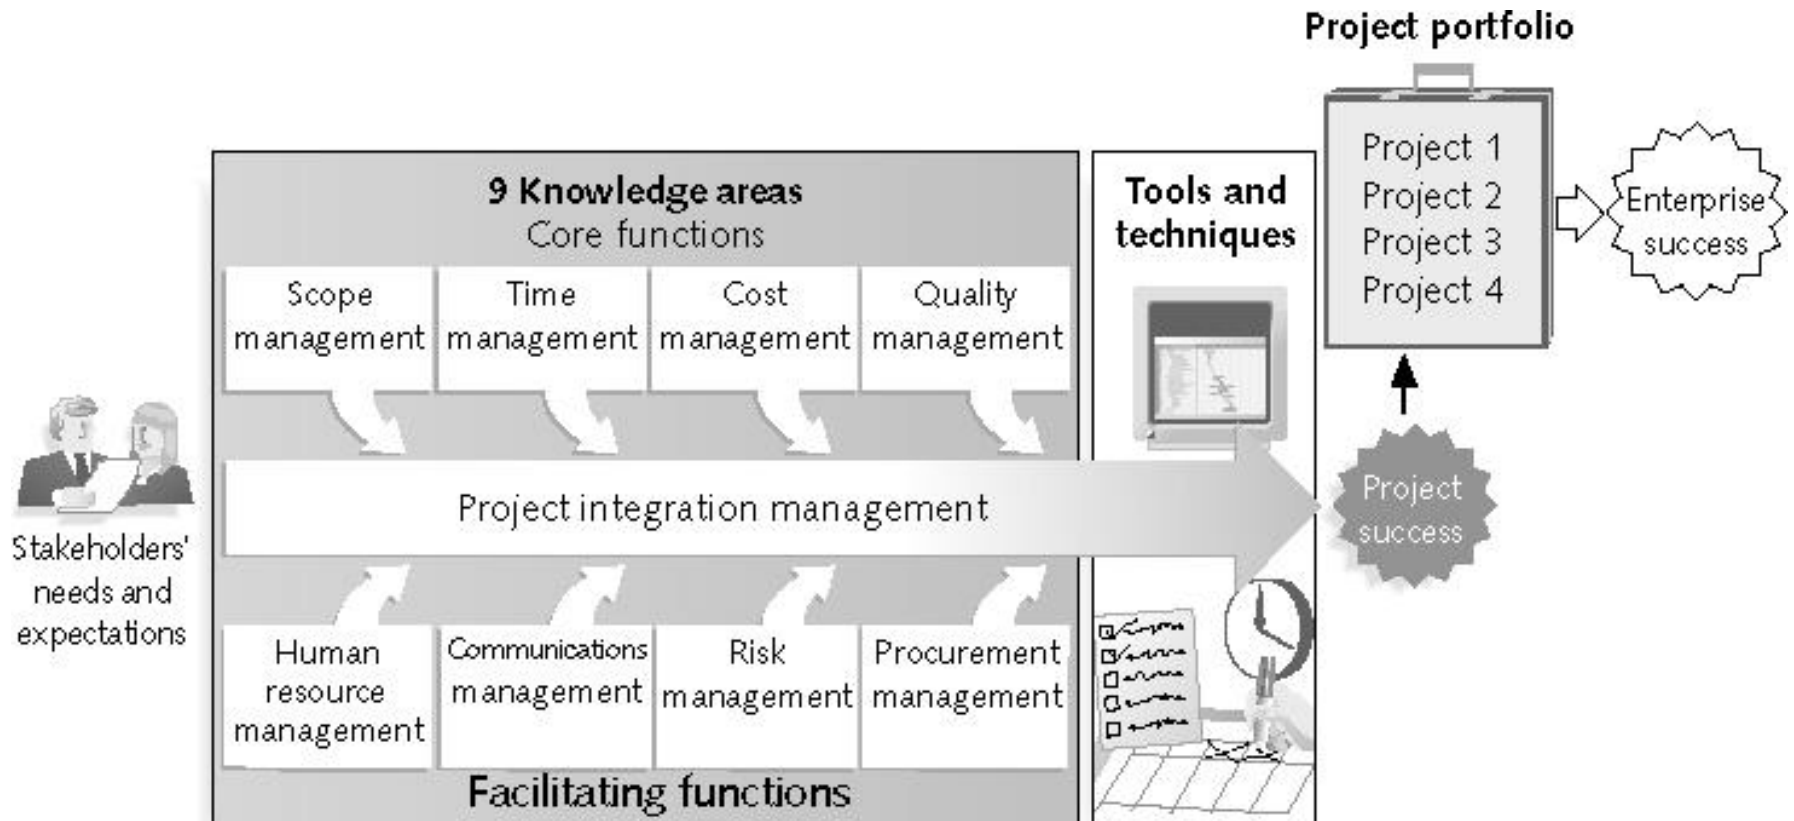 Project portfolio
Project 1
Project 2
Project 3
Project 4
Enterprise
success
9 Knowledge areas
Core functions
Scope
management
Time
management
Cost
management
Quality
management
Tools and
techniques
Stakeholders'
needs and
expectations
Project integration management
Project
success
Human
resource
management
Communications
management
Risk
management
Procurement
management
Facilitating functions